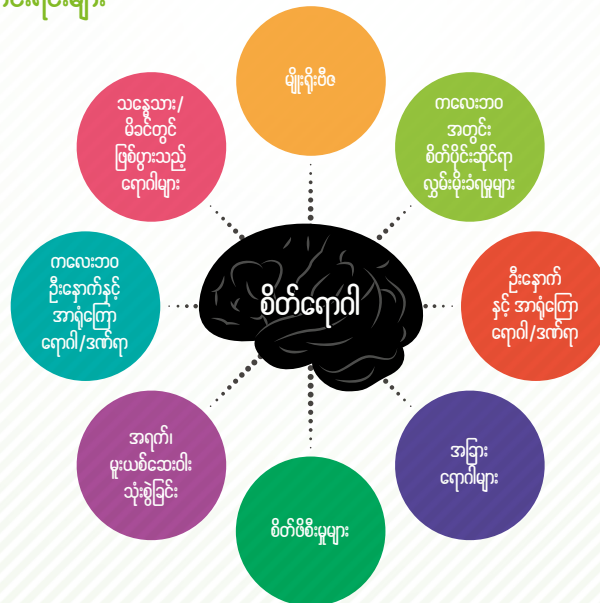 မျိုးရိုးဗီဇ
ကလေးဘဝ
အတွင်း
စိတ်ပိုင်းဆိုင်ရာ
လွှမ်းမိုးခံရမှုများ
ဦးနှောက်
နှင့် အာရုံကြော
ရောဂါ/ဒဏ်ရာ
အခြား
ရောဂါများ
စိတ်ဖိစီးမှုများ
အရက်၊
မူးယစ်ဆေးဝါး
သုံးစွဲခြင်း
ကလေးဘဝ
ဦးနှောက်နှင့်
အာရုံကြော
ရောဂါ/ဒဏ်ရာ
သန္ဓေသား/
မိခင်တွင်
ဖြစ်ပွားသည့်
ရောဂါများ
စိတ်ရောဂါ